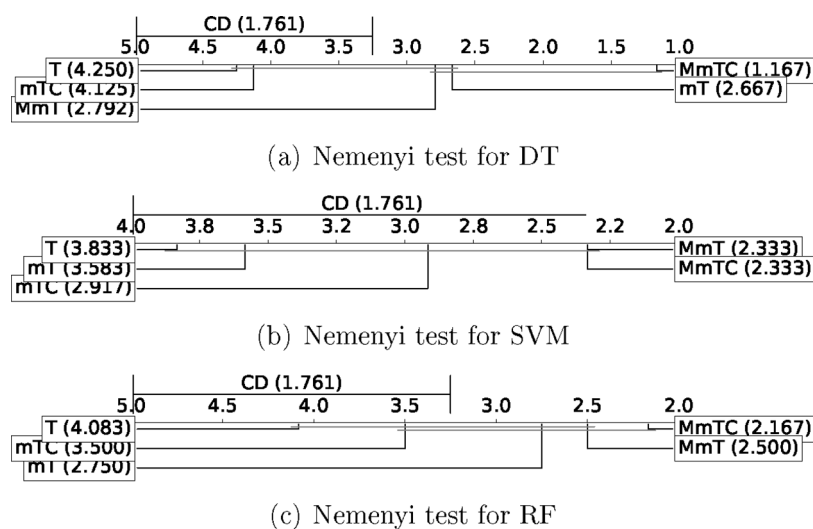 CD (1.761)
5.0 4.5 4.0 3.5 3.0 2.5 2.0 1.5 1.0
T (4.250) MmTC (1.167)
mTC (4.125) mT (2.667)
MmT (2.792)
(a) Nemenyi test for DT
CD (1.761)
4.0 3.8 3.5 3.2 3.0 2.8 2.5 2.2 2.0
T (3.833) MmT (2.333)
mT (3.583) MmTC (2.333)
mTC (2.917)
(b) Nemenyi test for SVM
CD (1.761)
5.0 4.5 4.0 3.5 3.0 2.5 2.0
T (4.083) MmTC (2.167)
mTC (3.500) MmT (2.500)
mT (2.750)
(c) Nemenyi test for RF